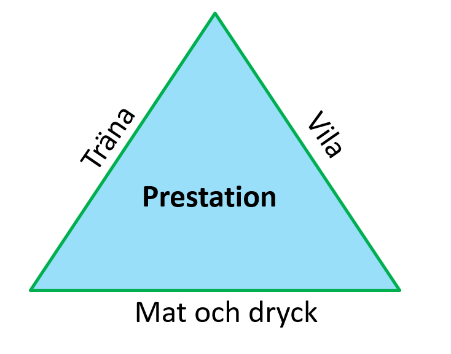 Träna
Vila
Prestation
Mat och dryck